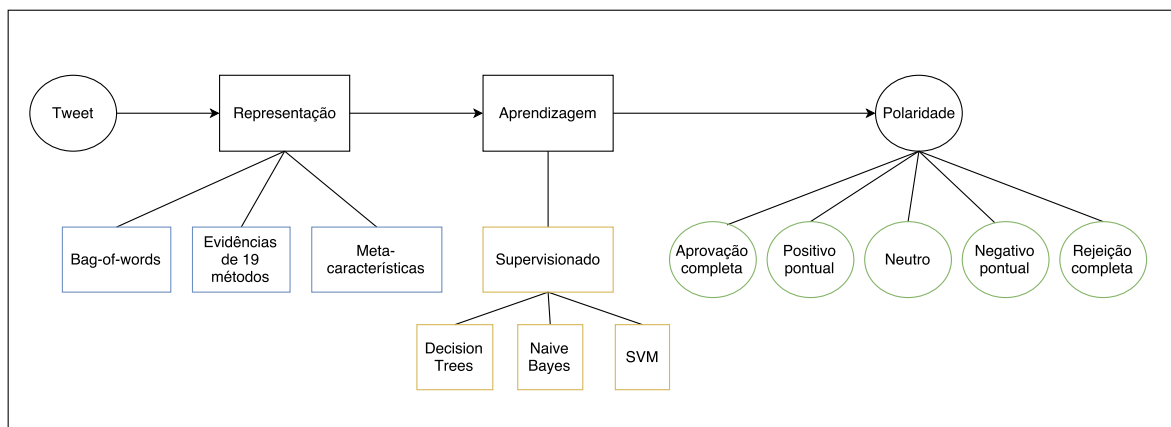 Tweet
Representação
Aprendizagem
Polaridade
Bag-of-words
Evidências
de 19
métodos
Meta-
características
Supervisionado
Aprovação
completa
Positivo
pontual
Neutro
Negativo
pontual
Rejeição
completa
Decision
Trees
Naive
Bayes
SVM